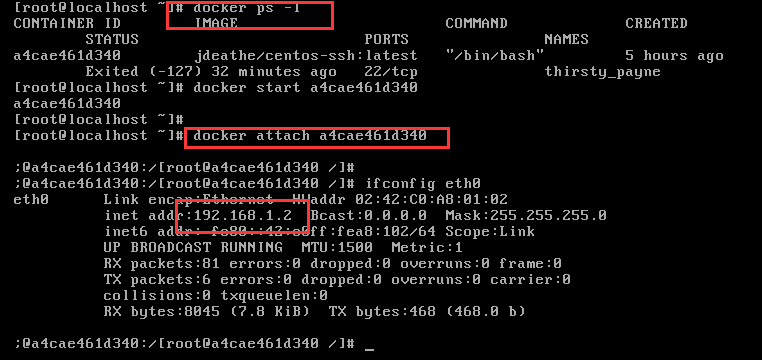 [root@localhost ~]# docker ps -l
CONTAINER ID        IMAGE                       COMMAND             CREATED
         STATUS                          PORTS               NAMES
a4cae461d340        jdeathe/centos-ssh:latest   "/bin/bash"         5 hours ago
         Exited (-127) 32 minutes ago   22/tcp              thirsty_payne
[root@localhost ~]# docker start a4cae461d340
a4cae461d340
[root@localhost ~]#
[root@localhost ~]# docker attach a4cae461d340
;@a4cae461d340:/[root@a4cae461d340 /]#
;@a4cae461d340:/[root@a4cae461d340 /]# ifconfig eth0
eth0      Link encap:Ethernet  HWaddr 02:42:C0:A8:01:02
          inet addr:192.168.1.2  Bcast:0.0.0.0  Mask:255.255.255.0
          inet6 addr: fe80::42:c0ff:fea8:102/64 Scope:Link
          UP BROADCAST RUNNING  MTU:1500  Metric:1
          RX packets:81 errors:0 dropped:0 overruns:0 frame:0
          TX packets:6 errors:0 dropped:0 overruns:0 carrier:0
          collisions:0 txqueuelen:0
          RX bytes:8045 (7.8 KiB)  TX bytes:468 (468.0 b)
;@a4cae461d340:/[root@a4cae461d340 /]# _